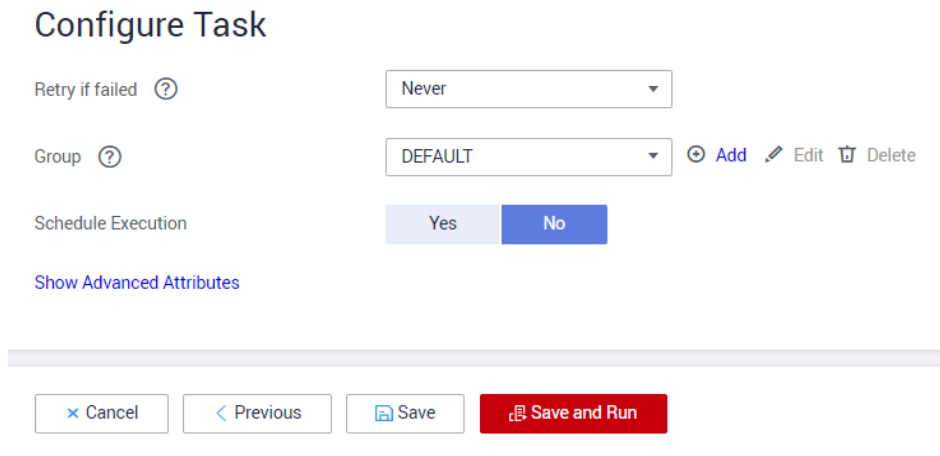 Configure Task
Retry if failed ? Never
Group ? DEFAULT Add Edit Delete
Schedule Execution Yes No
Show Advanced Attributes
Cancel Previous Save Save and Run